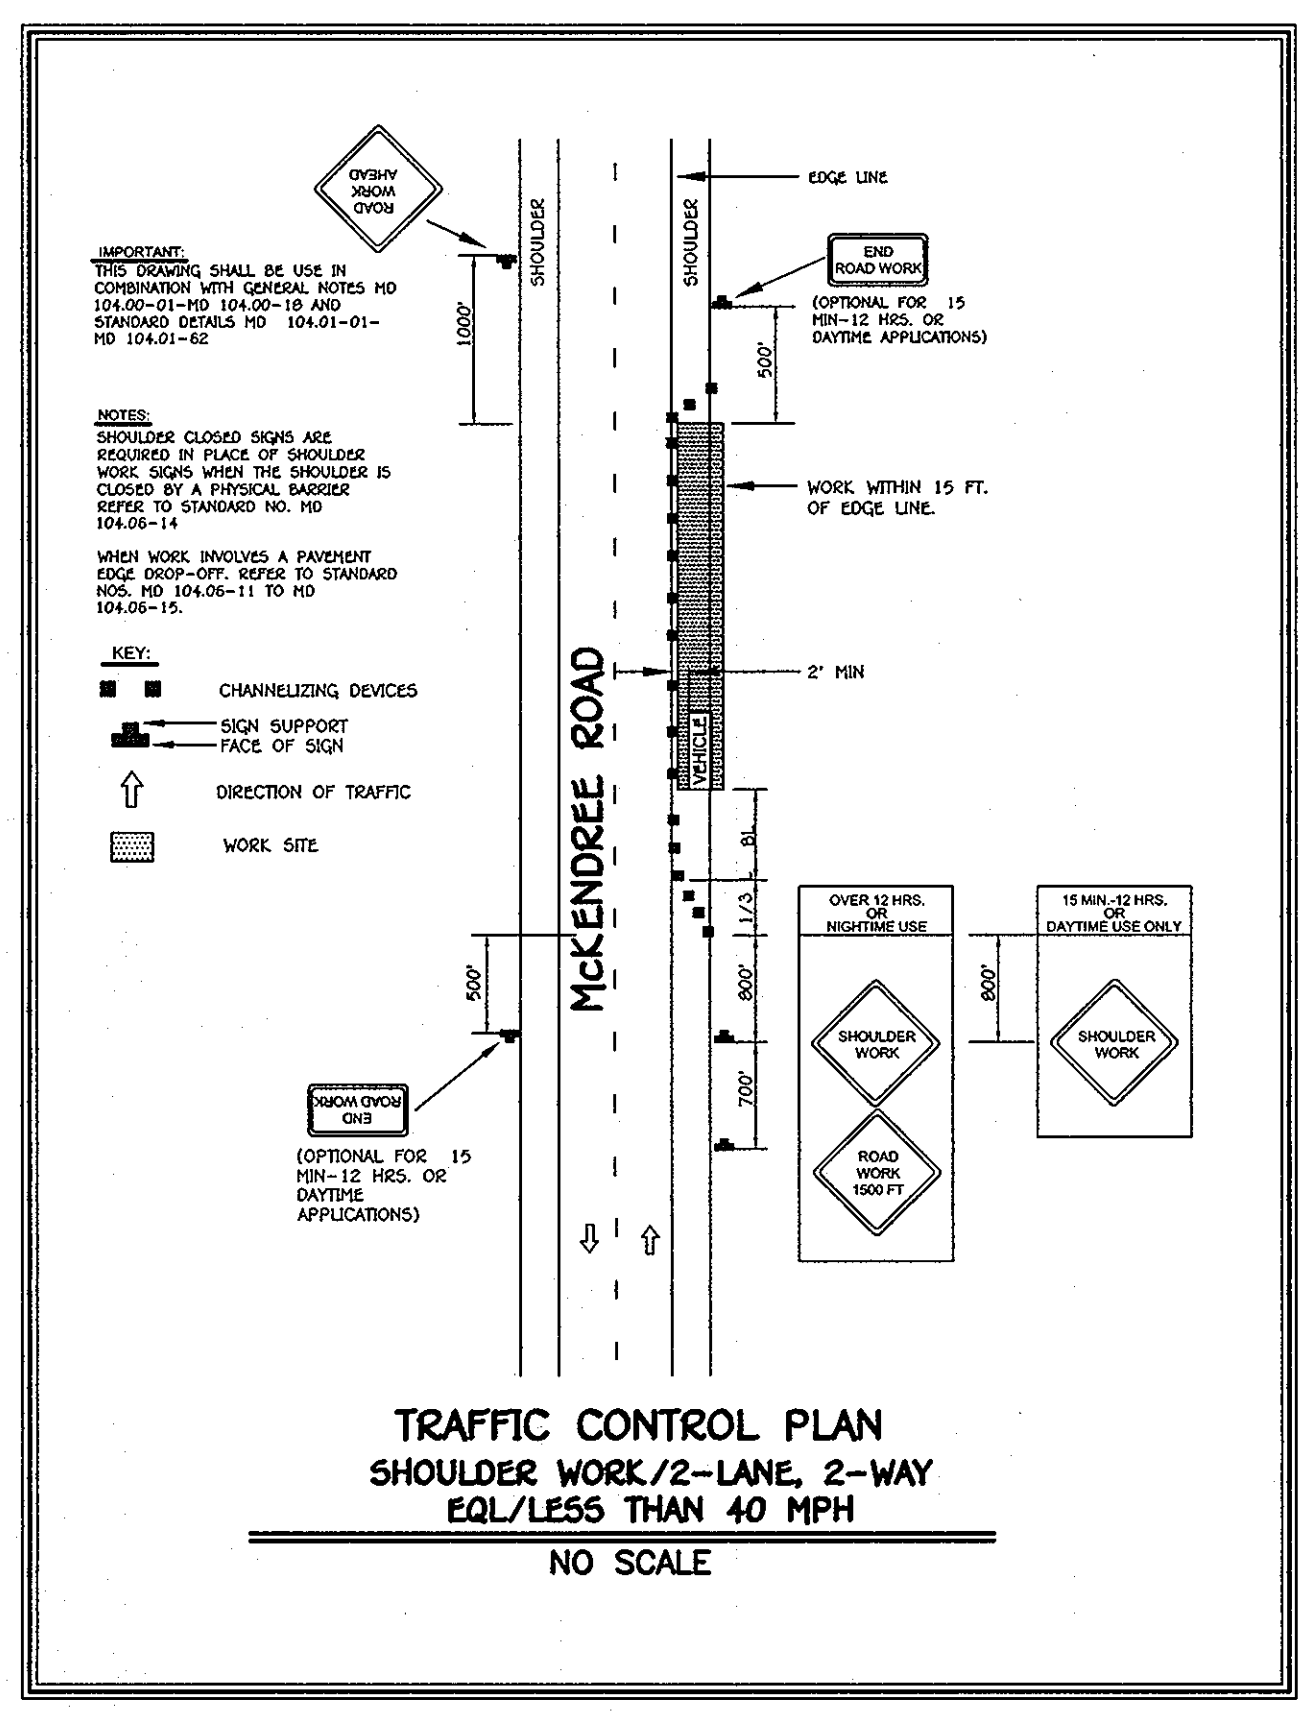 ROAD
WORK
AHEAD
SHOULDER
SHOULDER
EDGE LINE
END
ROAD WORK
(OPTIONAL FOR 15
MIN-12 HRS. OR
DAYTIME APPLICATIONS)
IMPORTANT:
THIS DRAWING SHALL BE USE IN
COMBINATION WITH GENERAL NOTES MD
104.00-01-MD 104.00-18 AND
STANDARD DETAILS MD 104.01-01-
MD 104.01-62
1000'
500'
NOTES:
SHOULDER CLOSED SIGNS ARE
REQUIRED IN PLACE OF SHOULDER
WORK SIGNS WHEN THE SHOULDER IS
CLOSED BY A PHYSICAL BARRIER
REFER TO STANDARD NO. MD
104.06-14
WHEN WORK INVOLVES A PAVEMENT
EDGE DROP-OFF. REFER TO STANDARD
NOS. MD 104.06-11 TO MD
104.06-15.
WORK WITHIN 15 FT.
OF EDGE LINE.
2' MIN
KEY:
CHANNELIZING DEVICES
SIGN SUPPORT
FACE OF SIGN
DIRECTION OF TRAFFIC
WORK SITE
McKENDREE ROAD
VEHICLE
800'
700'
500'
END
ROAD WORK
(OPTIONAL FOR 15
MIN-12 HRS. OR
DAYTIME
APPLICATIONS)
OVER 12 HRS.
OR
NIGHTIME USE
SHOULDER
WORK
ROAD
WORK
1500 FT
15 MIN.-12 HRS.
OR
DAYTIME USE ONLY
800'
SHOULDER
WORK
TRAFFIC CONTROL PLAN
SHOULDER WORK/2-LANE, 2-WAY
EQL/LESS THAN 40 MPH
NO SCALE